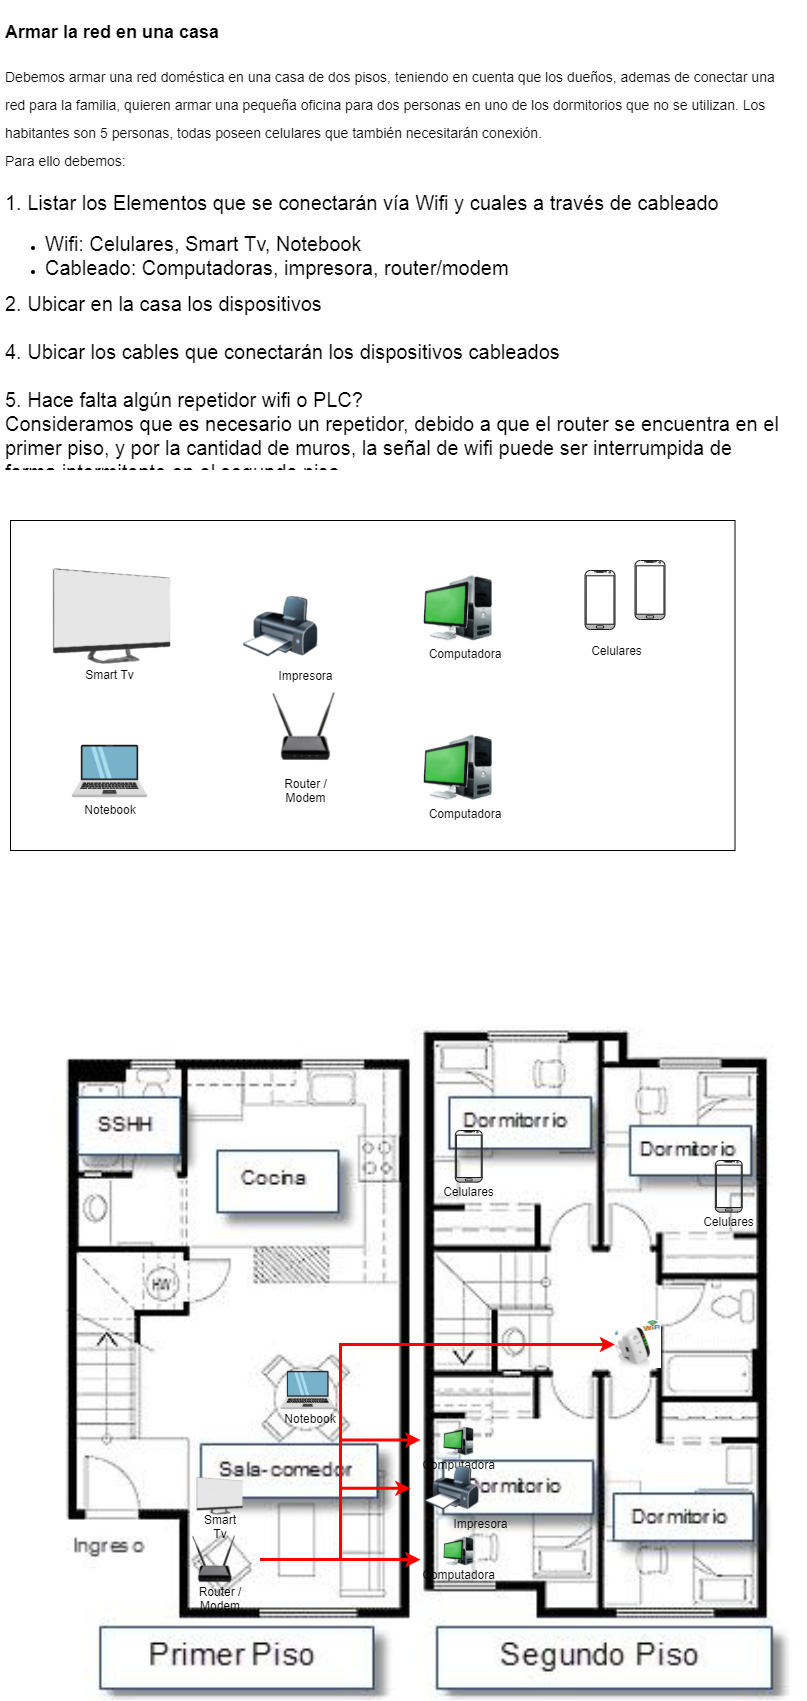 Armar la red en una casa
Debemos armar una red doméstica en una casa de dos pisos, teniendo en cuenta que los dueños, ademas de conectar una
red para la familia, quieren armar una pequeña oficina para dos personas en uno de los dormitorios que no se utilizan. Los
habitantes son 5 personas, todas poseen celulares que también necesitarán conexión.
Para ello debemos:
1. Listar los Elementos que se conectarán vía Wifi y cuales a través de cableado
• Wifi: Celulares, Smart Tv, Notebook
• Cableado: Computadoras, impresora, router/modem
2. Ubicar en la casa los dispositivos
4. Ubicar los cables que conectarán los dispositivos cableados
5. Hace falta algún repetidor wifi o PLC?
Consideramos que es necesario un repetidor, debido a que el router se encuentra en el
primer piso, y por la cantidad de muros, la señal de wifi puede ser interrumpida de
forma intermitente en el segundo piso
Smart Tv
Impresora
Computadora
Celulares
Notebook
Router /
Modem
Computadora
SSHH
Cocina
HW
Notebook
Sala-comedor
Smart
Tv
Ingreso
Router /
Modem
Primer Piso
Dormitorrio
Celulares
Dormitorio
Celulares
WiFi
Computadora
Dormitorio
Impresora
Computadora
Dormitorio
Segundo Piso